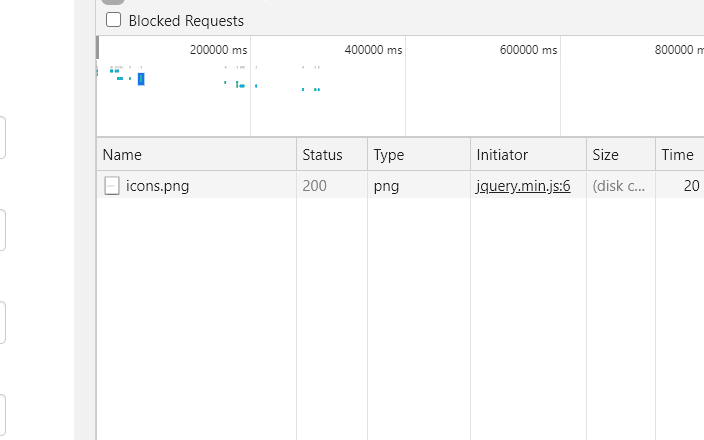 Blocked Requests
200000 ms 400000 ms 600000 ms 800000 m
Name Status Type Initiator Size Time
icons.png 200 png jquery.min.js:6 (disk c... 20